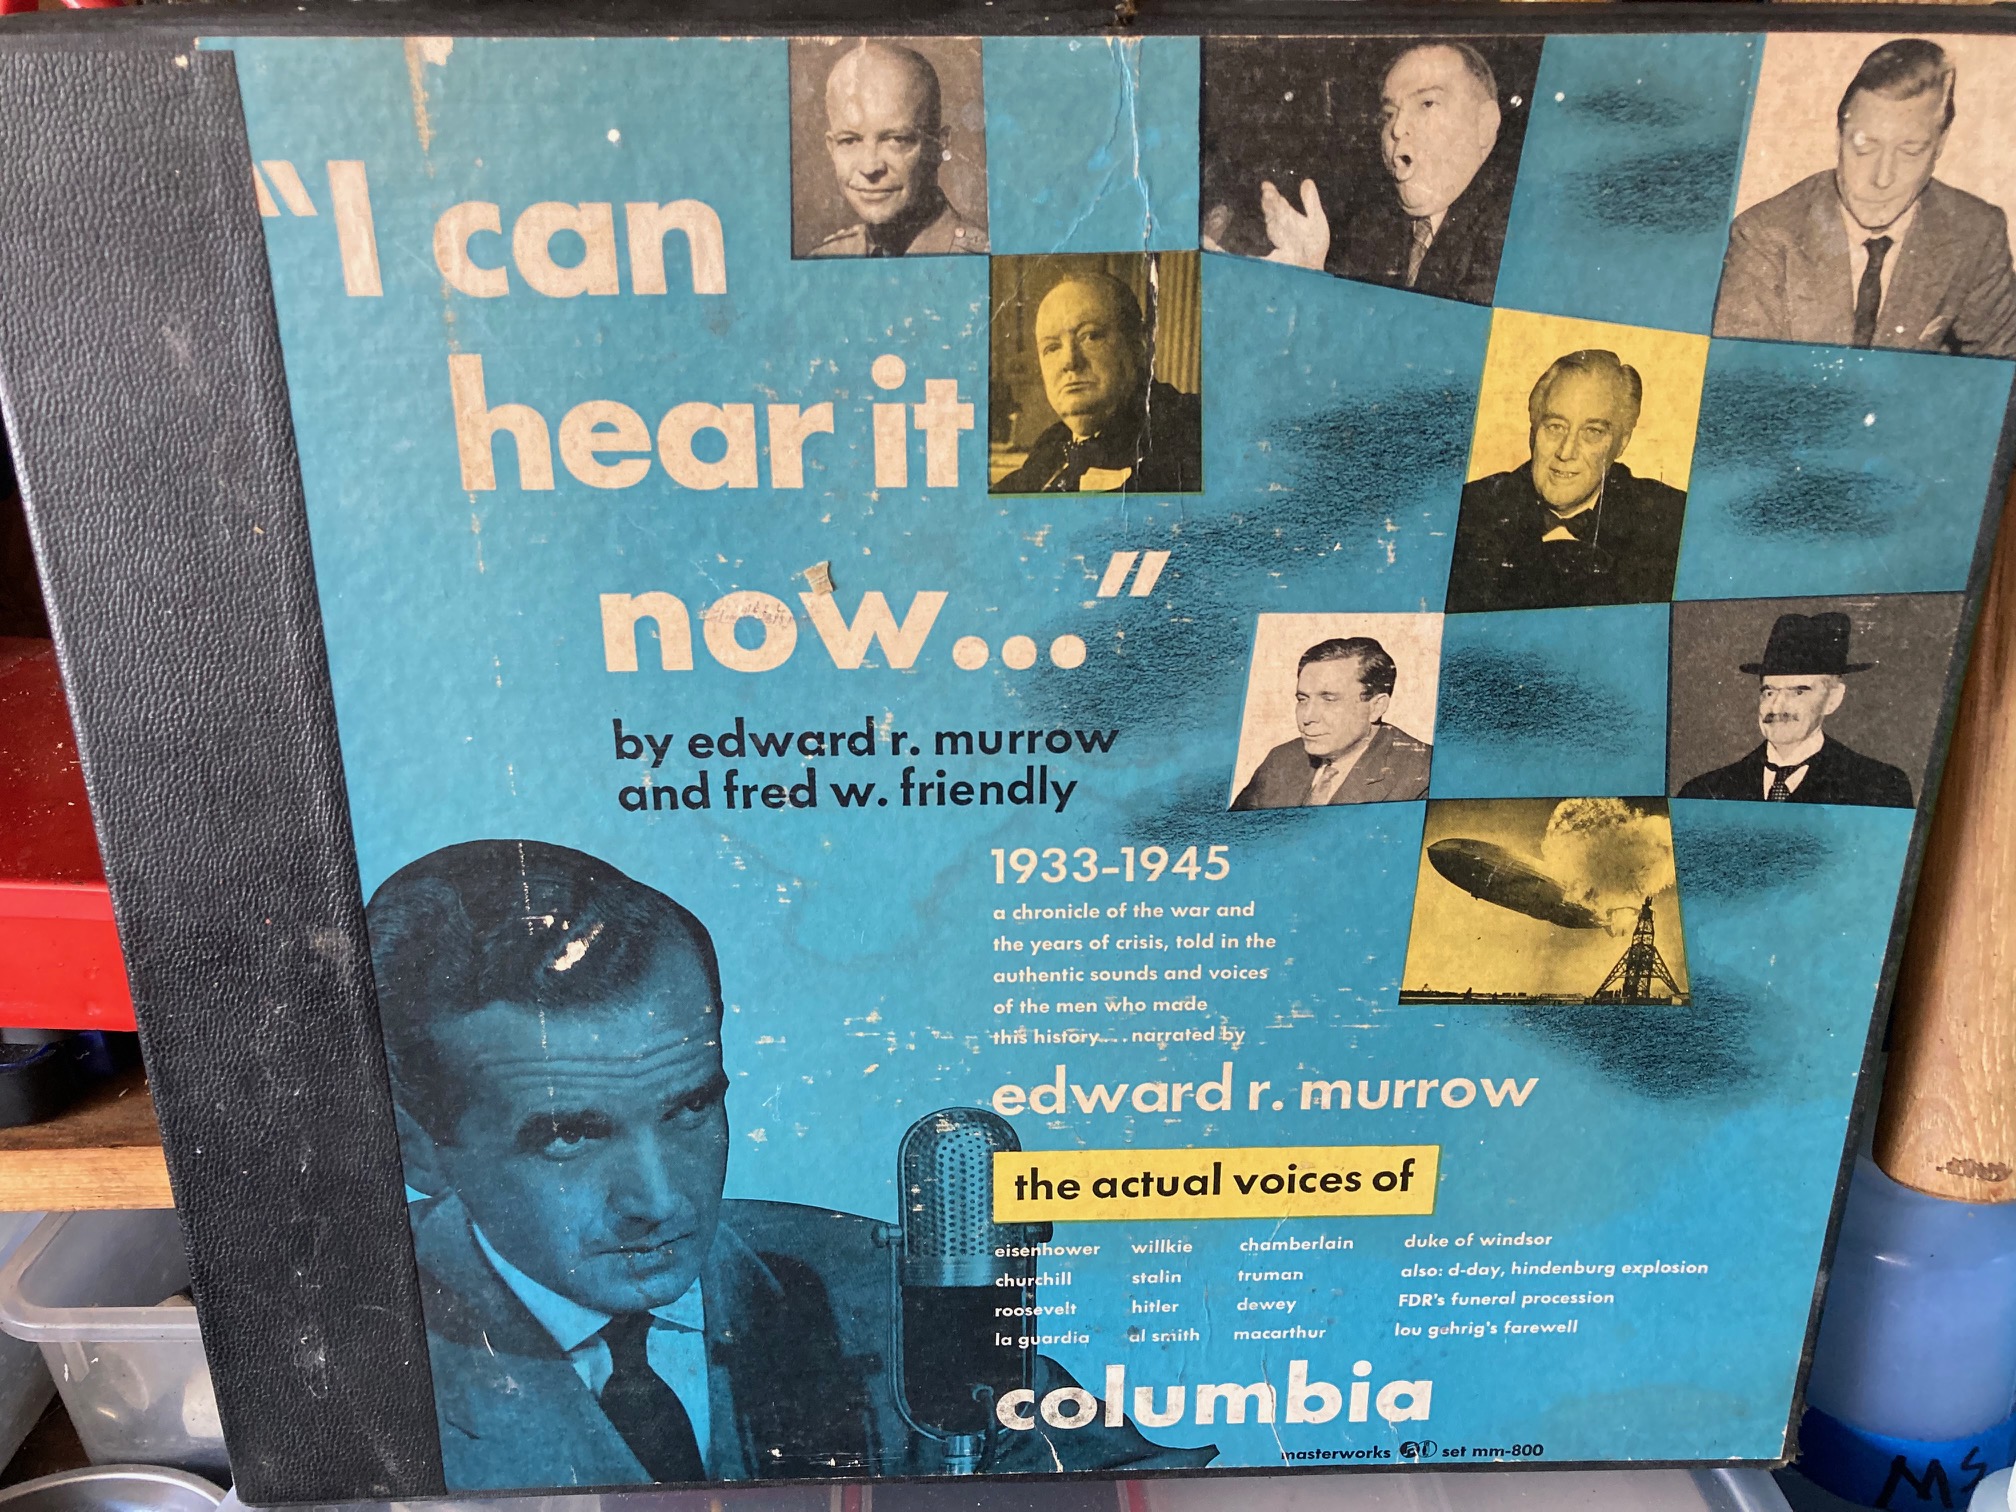 "I can
hear it
now..."
by edward r. murrow
and fred w. friendly
1933-1945
a chronicle of the war and
the years of crisis, told in the
authentic sounds and voices
of the men who made
this history... narrated by
edward r. murrow
the actual voices of
eisenhower willkie chamberlain duke of windsor
churchill stalin truman also: d-day, hindenburg explosion
roosevelt hitler dewey FDR's funeral procession
la guardia al smith macarthur lou gehrig's farewell
columbia
masterworks set mm-800
MS